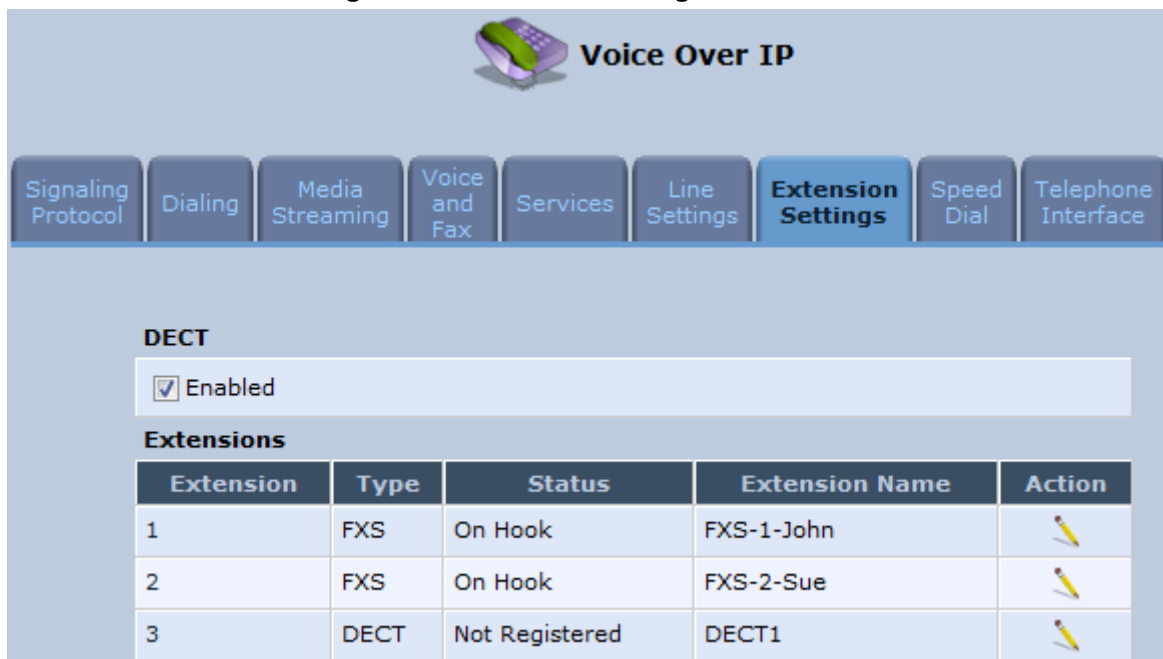 Voice Over IP
Signaling Protocol
Dialing
Media Streaming
Voice and Fax
Services
Line Settings
Extension Settings
Speed Dial
Telephone Interface
DECT
Enabled
Extensions
Extension Type Status Extension Name Action
1 FXS On Hook FXS-1-John
2 FXS On Hook FXS-2-Sue
3 DECT Not Registered DECT1